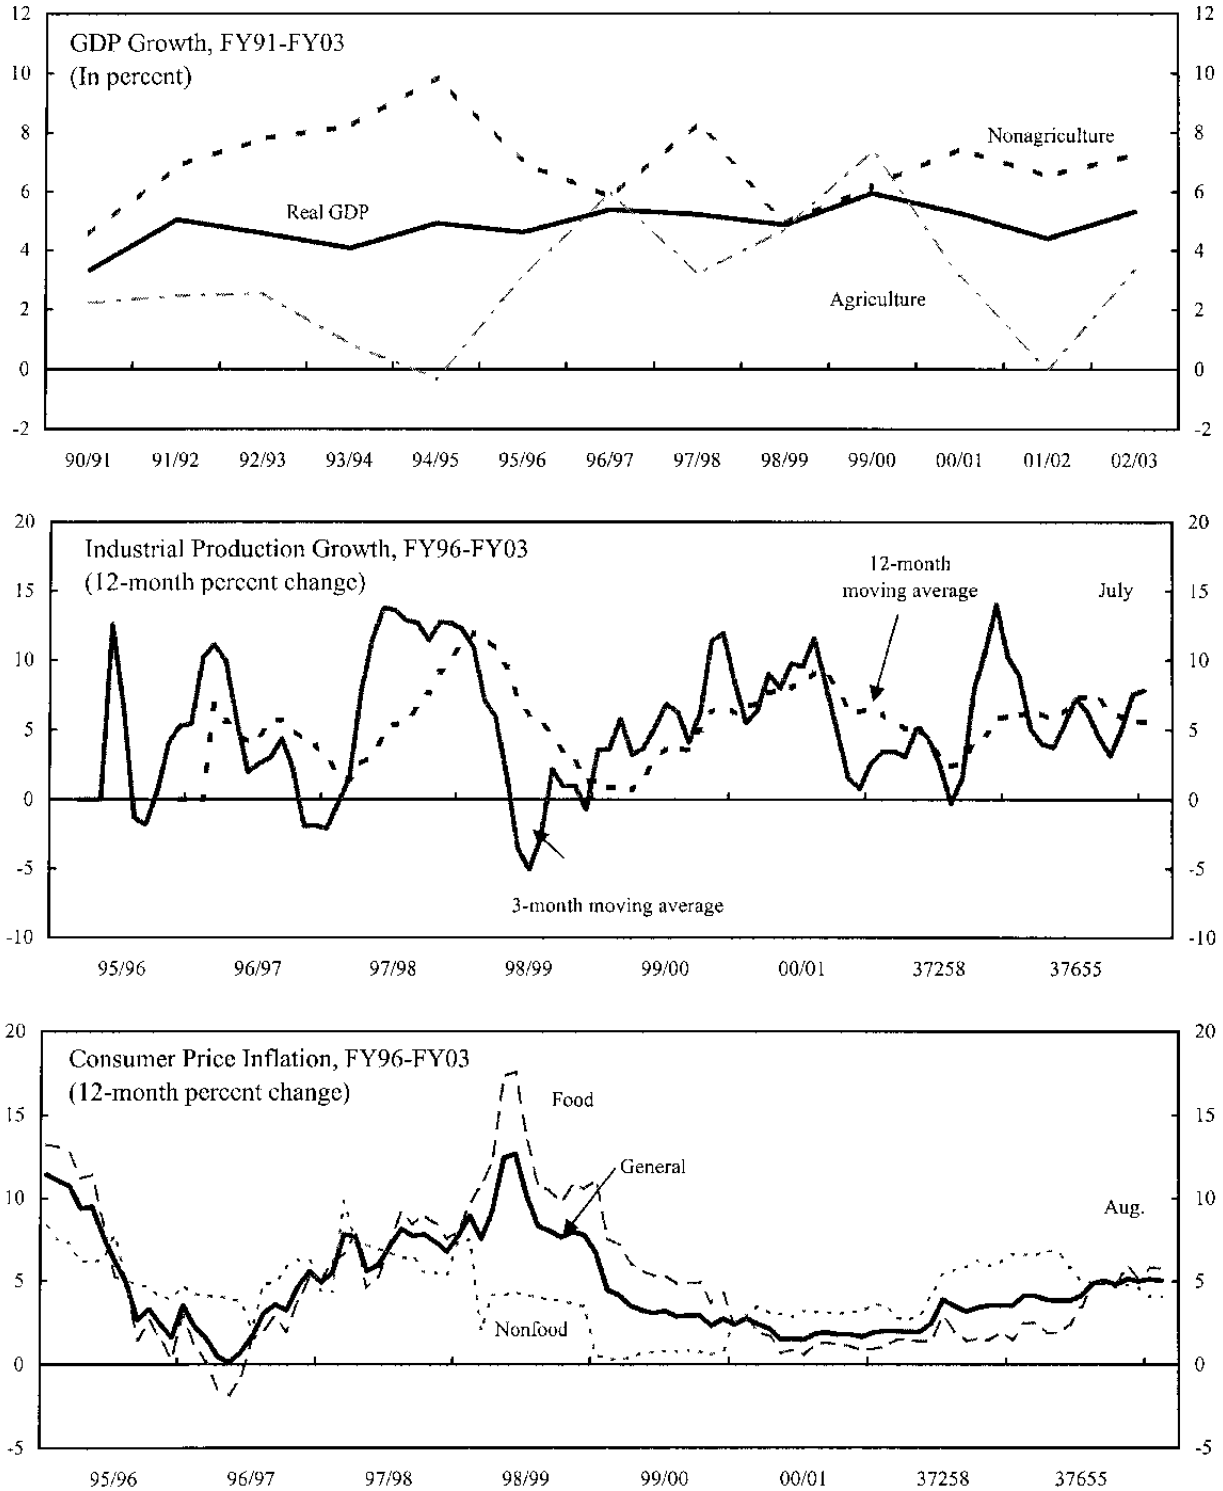 12 12
GDP Growth, FY91-FY03
(In percent)
10 10
8 8
Nonagriculture
6 6
Real GDP
4 4
Agriculture
2 2
0 0
-2 -2
90/91 91/92 92/93 93/94 94/95 95/96 96/97 97/98 98/99 99/00 00/01 01/02 02/03
20 20
Industrial Production Growth, FY96-FY03
(12-month percent change)
12-month
moving average
July
15 15
10 10
5 5
0 0
-5 -5
3-month moving average
-10 -10
95/96 96/97 97/98 98/99 99/00 00/01 37258 37655
20 20
Consumer Price Inflation, FY96-FY03
(12-month percent change)
15 15
Food
General
10 10
Aug.
5 5
Nonfood
0 0
-5 -5
95/96 96/97 97/98 98/99 99/00 00/01 37258 37655